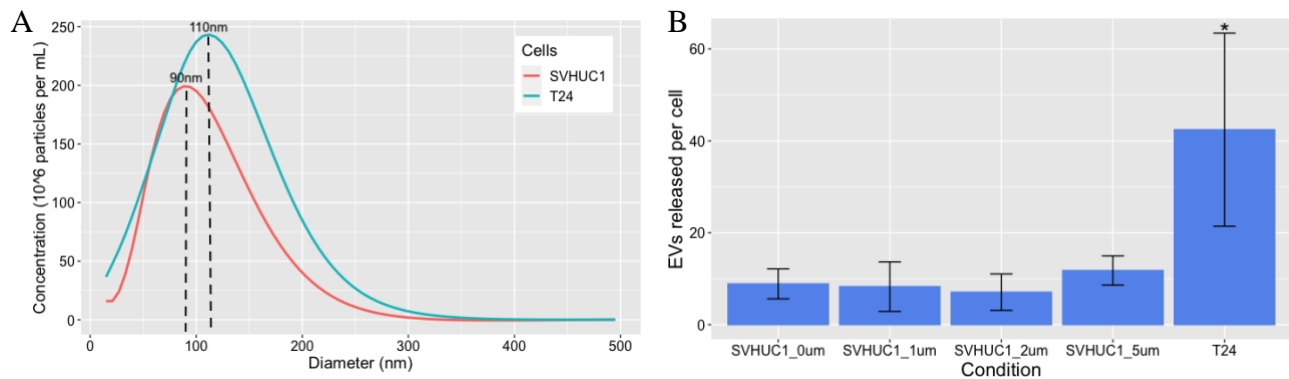 A
110nm
90nm
Cells
SVHUC1
T24
Concentration (10^6 particles per mL)
250
200
150
100
50
0
0 100 200 300 400 500
Diameter (nm)
B
*
EVs released per cell
60
40
20
0
SVHUC1_0um SVHUC1_1um SVHUC1_2um SVHUC1_5um T24
Condition